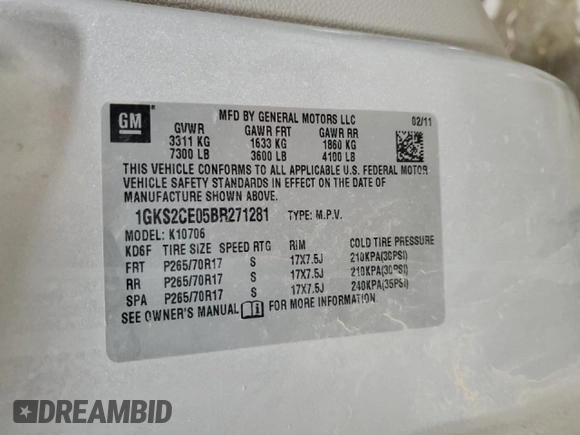 GM
MFD BY GENERAL MOTORS LLC 02/11
GVWR GAWR FRT GAWR RR
3311 KG 1633 KG 1860 KG
7300 LB 3600 LB 4100 LB
THIS VEHICLE CONFORMS TO ALL APPLICABLE U.S. FEDERAL MOTOR
VEHICLE SAFETY STANDARDS IN EFFECT ON THE DATE OF
MANUFACTURE SHOWN ABOVE.
1GKS2CE05BR271281 TYPE: M.P.V.
MODEL: K10706
KD6F TIRE SIZE SPEED RTG RIM COLD TIRE PRESSURE
FRT P265/70R17 S 17X7.5J 210KPA(30PSI)
RR P265/70R17 S 17X7.5J 210KPA(30PSI)
SPA P265/70R17 S 17X7.5J 240KPA(35PSI)
SEE OWNER'S MANUAL FOR MORE INFORMATION
DREAMBID